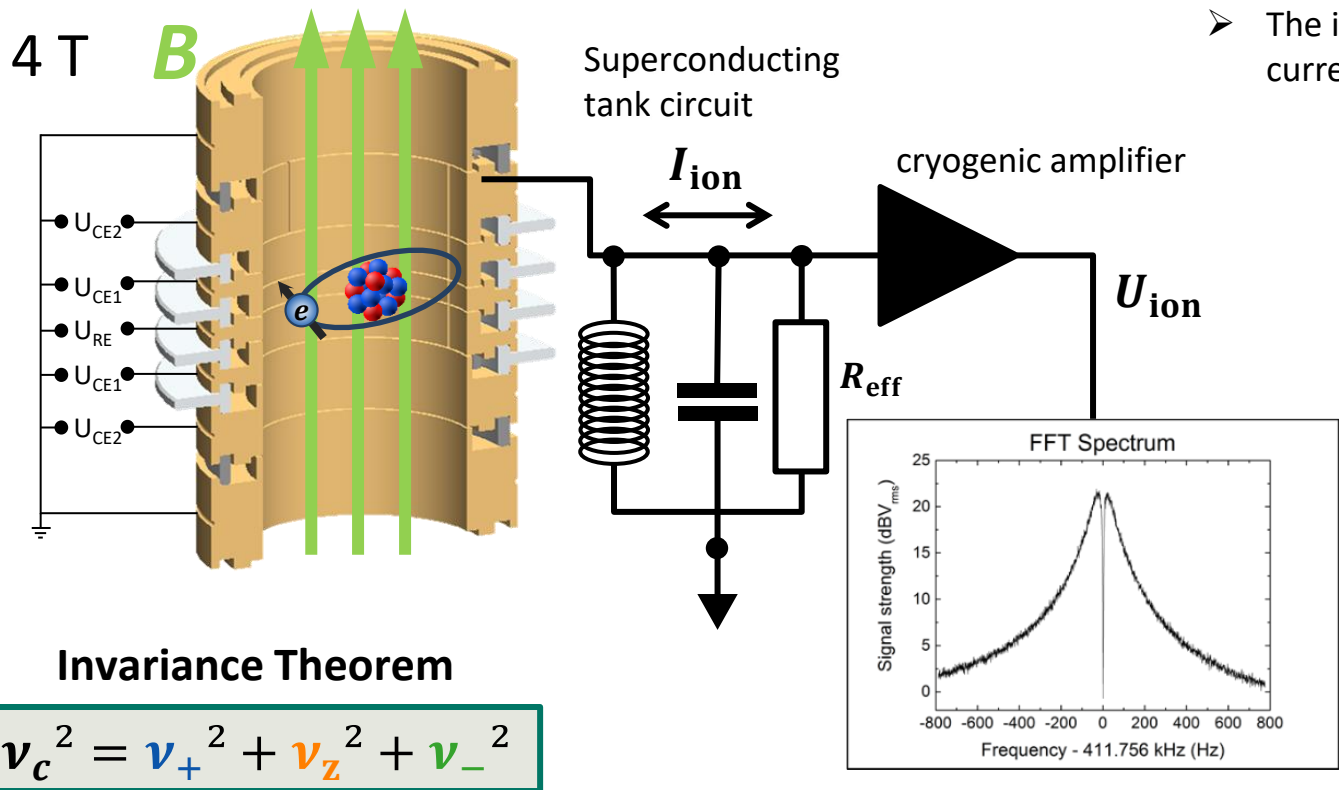 4 T
B
Superconducting
tank circuit
I_ion
cryogenic amplifier
➢ The i
curre
U_CE2
U_CE1
U_RE
U_CE1
U_CE2
e
R_eff
U_ion
FFT Spectrum
Signal strength (dBV_rms)
25
20
15
10
5
0
-800 -600 -400 -200 0 200 400 600 800
Frequency - 411.756 kHz (Hz)
Invariance Theorem
ν_c² = ν_+² + ν_z² + ν_−²